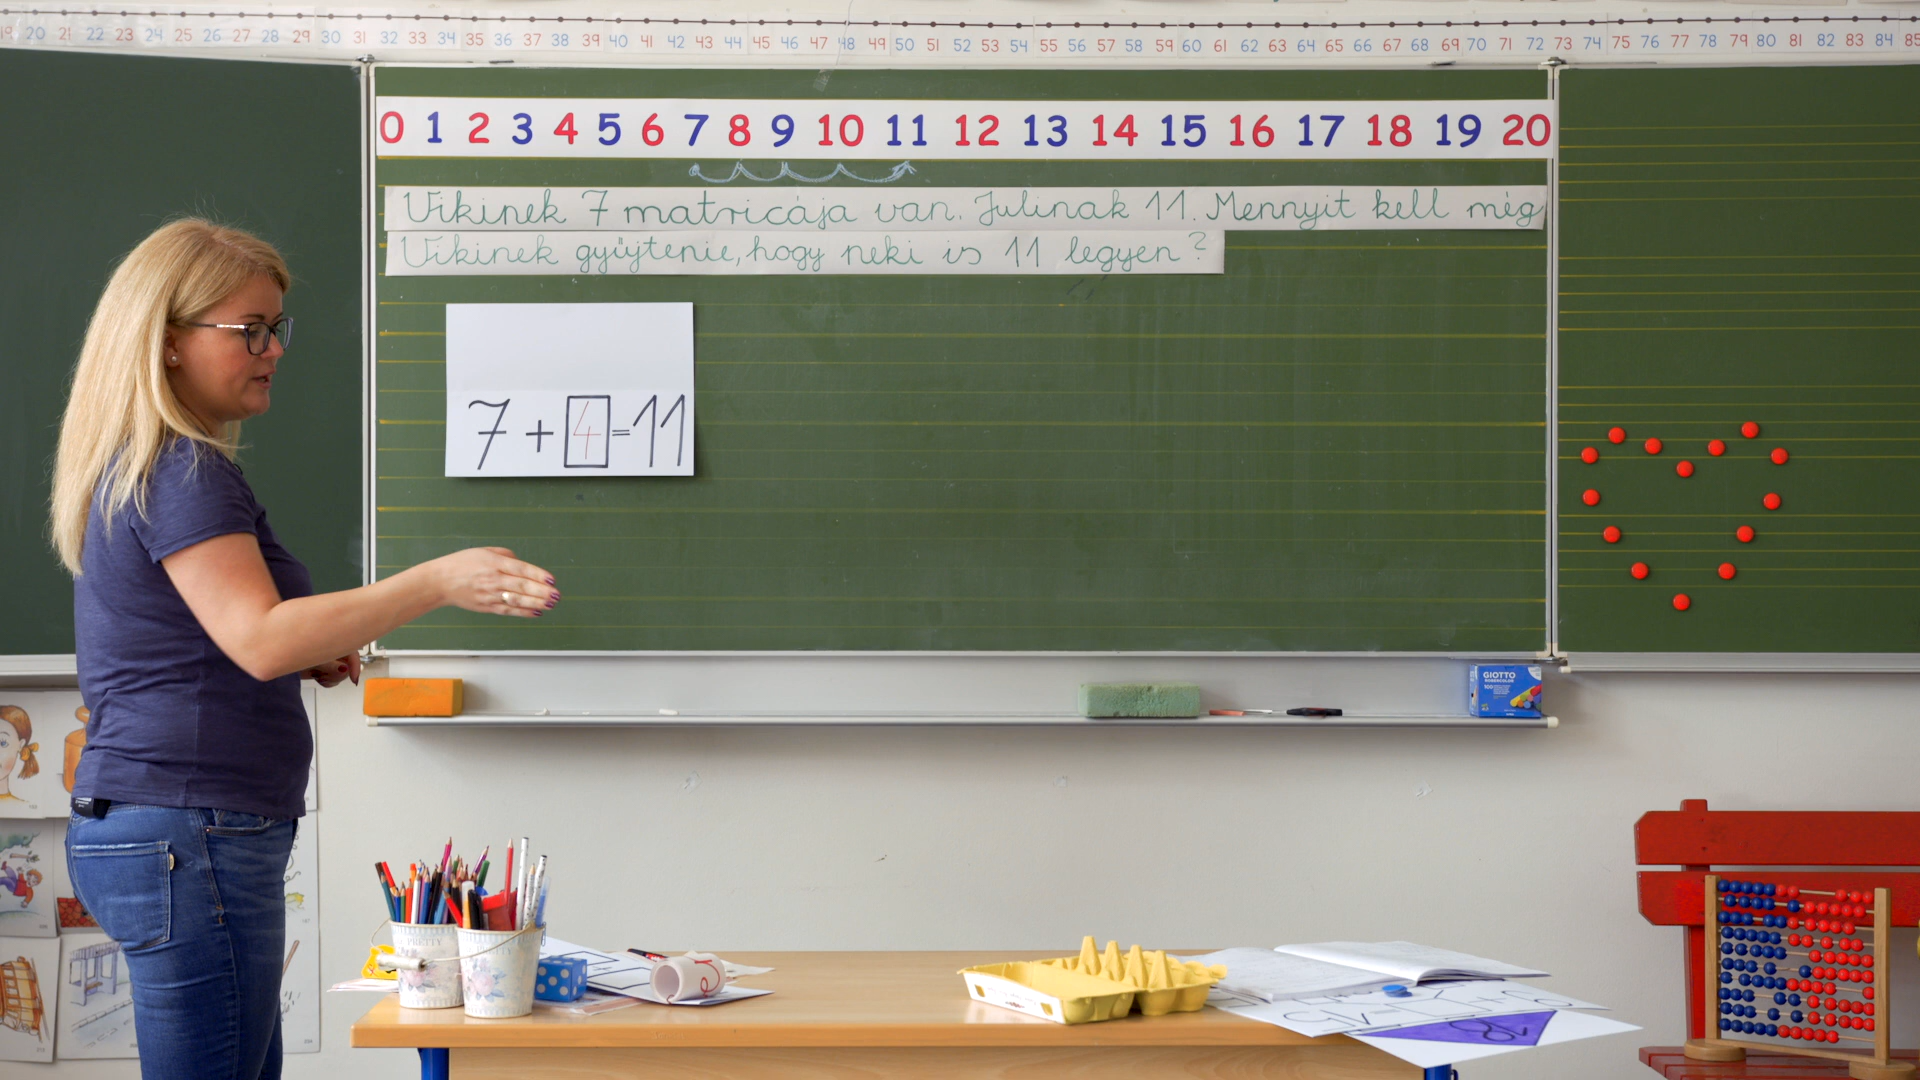 19 20 21 22 23 24 25 26 27 28 29 30 31 32 33 34 35 36 37 38 39 40 41 42 43 44 45 46 47 48 49 50 51 52 53 54 55 56 57 58 59 60 61 62 63 64 65 66 67 68 69 70 71 72 73 74 75 76 77 78 79 80 81 82 83 84 85
0 1 2 3 4 5 6 7 8 9 10 11 12 13 14 15 16 17 18 19 20
Vikinek 7 matricája van. Julinak 11. Mennyit kell még
Vikinek gyűjtenie, hogy neki is 11 legyen?
7 + 4 = 11
GIOTTO
ROBERCOLOR
100
PRETTY